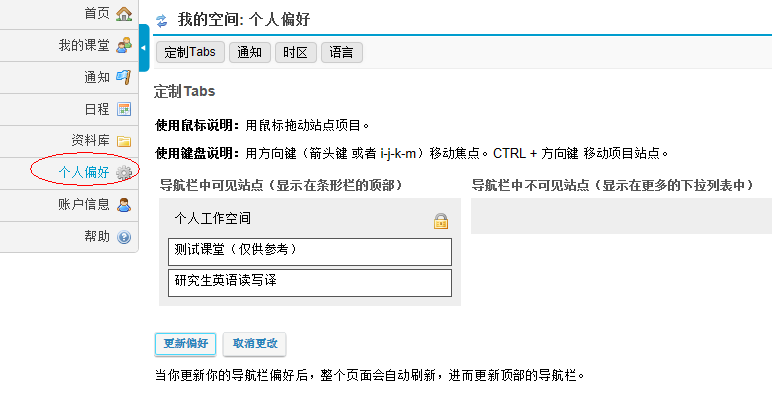 首页
我的课堂
通知
日程
资料库
个人偏好
账户信息
帮助
我的空间: 个人偏好
定制Tabs 通知 时区 语言
定制Tabs
使用鼠标说明：用鼠标拖动站点项目。
使用键盘说明：用方向键（箭头键 或者 i-j-k-m）移动焦点。CTRL + 方向键 移动项目站点。
导航栏中可见站点（显示在条形栏的顶部）
个人工作空间
测试课堂（仅供参考）
研究生英语读写译
导航栏中不可见站点（显示在更多的下拉列表中）
更新偏好 取消更改
当你更新你的导航栏偏好后，整个页面会自动刷新，进而更新顶部的导航栏。